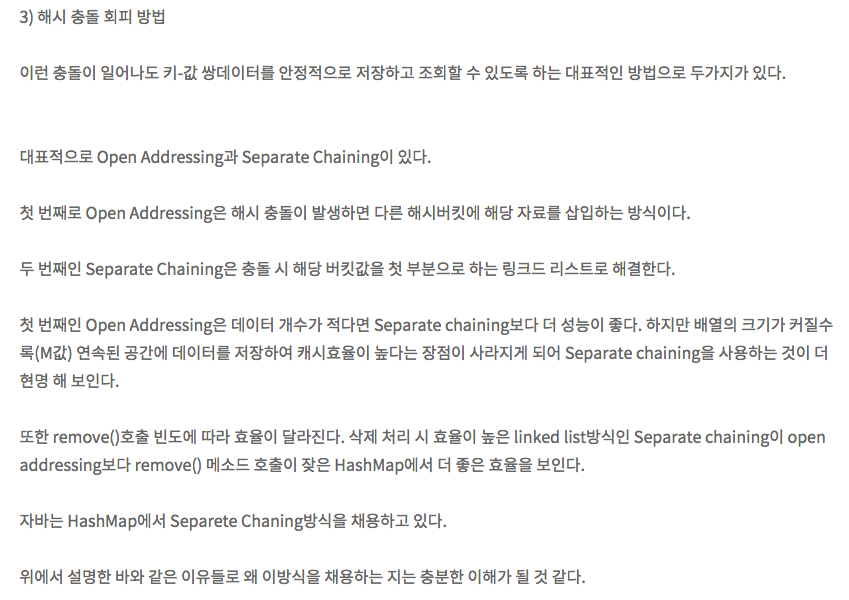 3) 해시 충돌 회피 방법
이런 충돌이 일어나도 키-값 쌍데이터를 안정적으로 저장하고 조회할 수 있도록 하는 대표적인 방법으로 두가지가 있다.
대표적으로 Open Addressing과 Separate Chaining이 있다.
첫 번째로 Open Addressing은 해시 충돌이 발생하면 다른 해시버킷에 해당 자료를 삽입하는 방식이다.
두 번째인 Separate Chaining은 충돌 시 해당 버킷값을 첫 부분으로 하는 링크드 리스트로 해결한다.
첫 번째인 Open Addressing은 데이터 개수가 적다면 Separate chaining보다 더 성능이 좋다. 하지만 배열의 크기가 커질수
록(M값) 연속된 공간에 데이터를 저장하여 캐시효율이 높다는 장점이 사라지게 되어 Separate chaining을 사용하는 것이 더
현명 해 보인다.
또한 remove()호출 빈도에 따라 효율이 달라진다. 삭제 처리 시 효율이 높은 linked list방식인 Separate chaining이 open
addressing보다 remove() 메소드 호출이 잦은 HashMap에서 더 좋은 효율을 보인다.
자바는 HashMap에서 Separete Chaning방식을 채용하고 있다.
위에서 설명한 바와 같은 이유들로 왜 이방식을 채용하는 지는 충분한 이해가 될 것 같다.